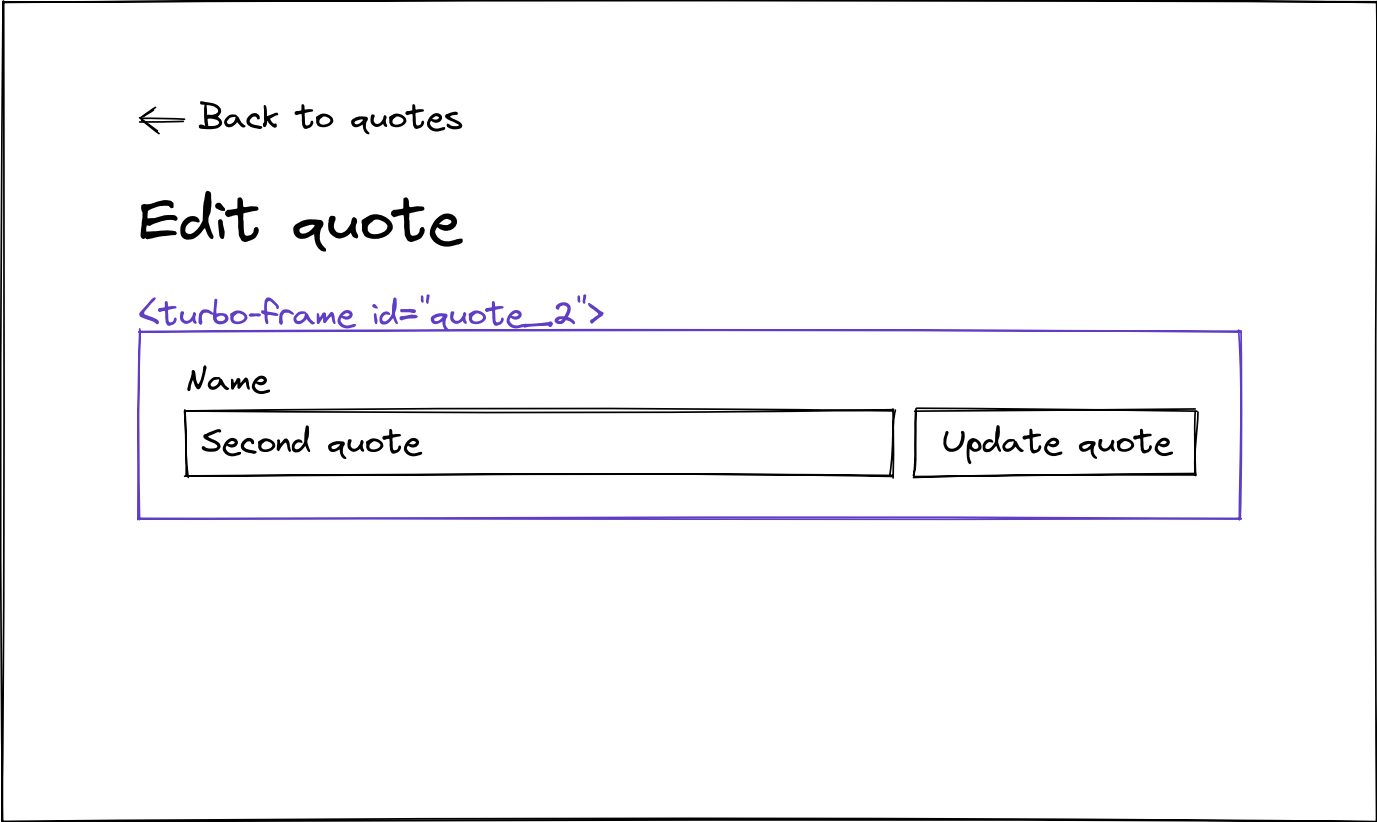 ← Back to quotes
Edit quote
<turbo-frame id="quote_2">
Name
Second quote
Update quote